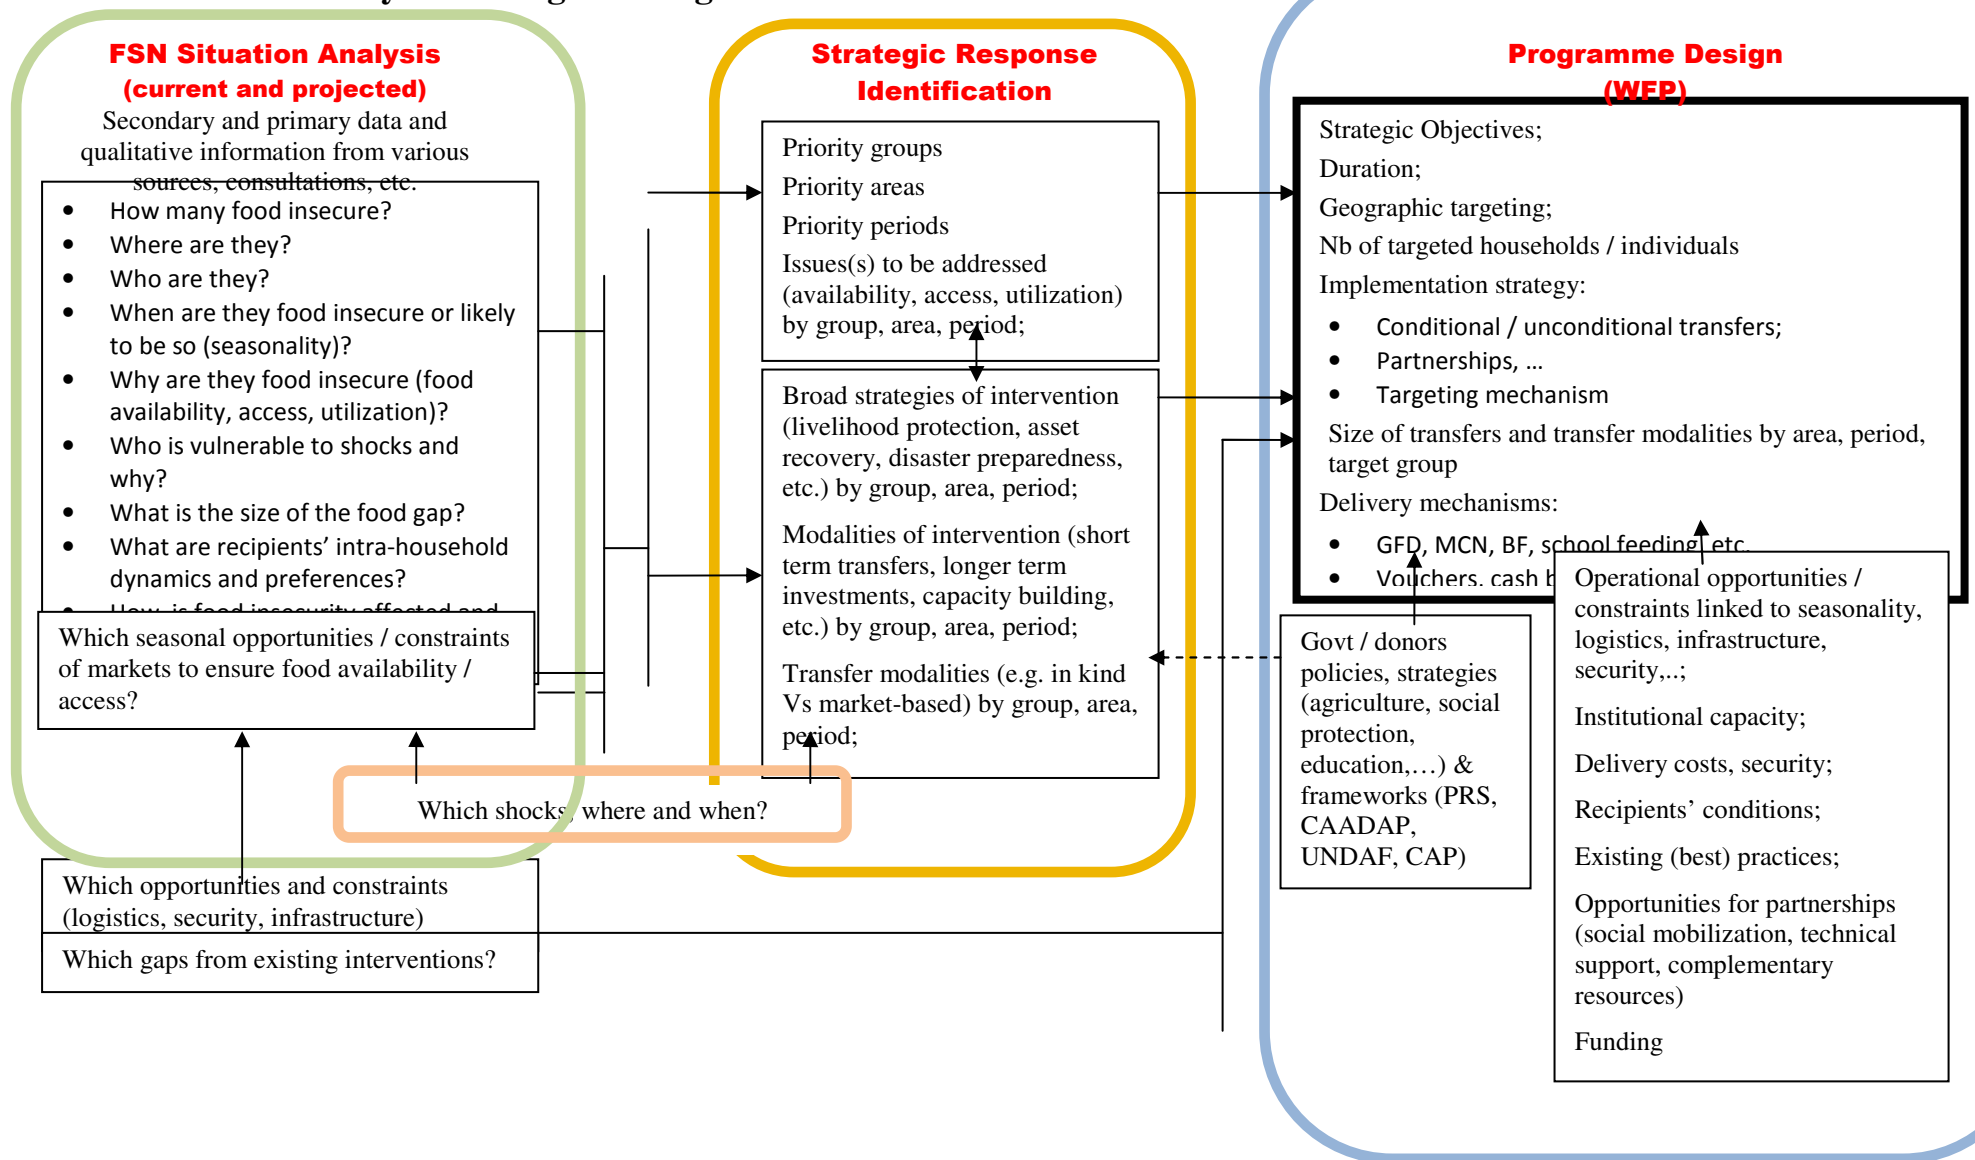 FSN Situation Analysis
(current and projected)
Secondary and primary data and
qualitative information from various
sources, consultations, etc.
• How many food insecure?
• Where are they?
• Who are they?
• When are they food insecure or likely
to be so (seasonality)?
• Why are they food insecure (food
availability, access, utilization)?
• Who is vulnerable to shocks and
why?
• What is the size of the food gap?
• What are recipients’ intra-household
dynamics and preferences?
• How is food insecurity affected and
Which seasonal opportunities / constraints
of markets to ensure food availability /
access?
Which shocks, where and when?
Which opportunities and constraints
(logistics, security, infrastructure)
Which gaps from existing interventions?
Strategic Response
Identification
Priority groups
Priority areas
Priority periods
Issues(s) to be addressed
(availability, access, utilization)
by group, area, period;
Broad strategies of intervention
(livelihood protection, asset
recovery, disaster preparedness,
etc.) by group, area, period;
Modalities of intervention (short
term transfers, longer term
investments, capacity building,
etc.) by group, area, period;
Transfer modalities (e.g. in kind
Vs market-based) by group, area,
period;
Programme Design
(WFP)
Strategic Objectives;
Duration;
Geographic targeting;
Nb of targeted households / individuals
Implementation strategy:
• Conditional / unconditional transfers;
• Partnerships, …
• Targeting mechanism
Size of transfers and transfer modalities by area, period,
target group
Delivery mechanisms:
• GFD, MCN, BF, school feeding, etc.
• Vouchers, cash
Govt / donors
policies, strategies
(agriculture, social
protection,
education,…) &
frameworks (PRS,
CAADAP,
UNDAF, CAP)
Operational opportunities /
constraints linked to seasonality,
logistics, infrastructure,
security,..;
Institutional capacity;
Delivery costs, security;
Recipients’ conditions;
Existing (best) practices;
Opportunities for partnerships
(social mobilization, technical
support, complementary
resources)
Funding